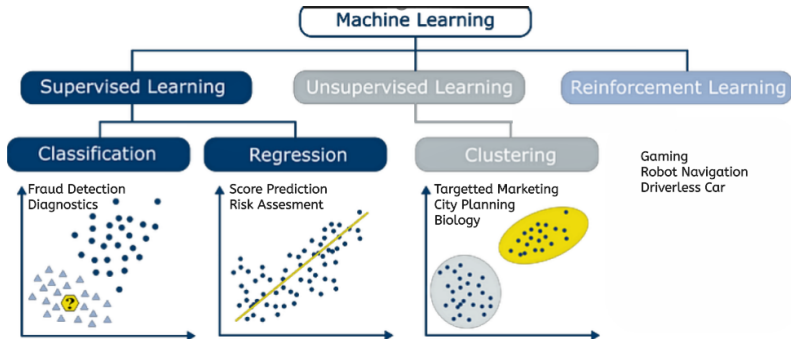 Machine Learning
Supervised Learning
Unsupervised Learning
Reinforcement Learning
Classification
Regression
Clustering
Fraud Detection
Diagnostics
Score Prediction
Risk Assesment
Targetted Marketing
City Planning
Biology
Gaming
Robot Navigation
Driverless Car
?